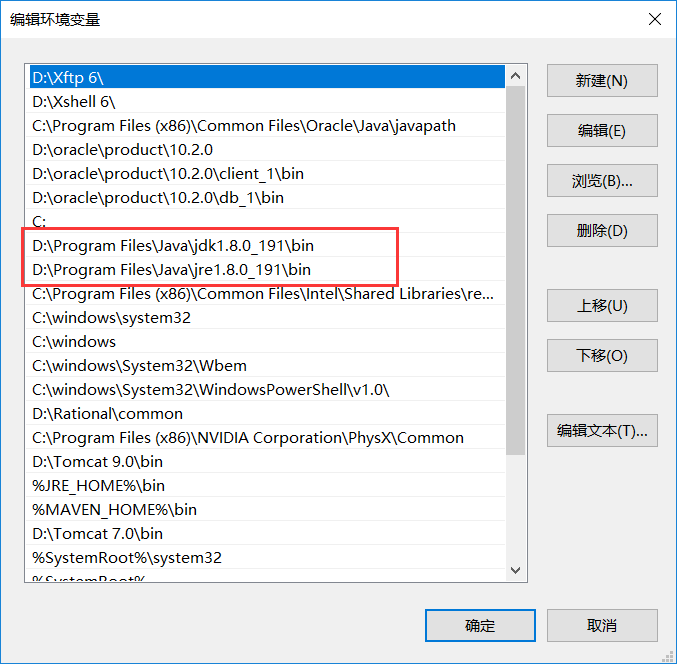 编辑环境变量
D:\Xftp 6\
D:\Xshell 6\
C:\Program Files (x86)\Common Files\Oracle\Java\javapath
D:\oracle\product\10.2.0
D:\oracle\product\10.2.0\client_1\bin
D:\oracle\product\10.2.0\db_1\bin
C:
D:\Program Files\Java\jdk1.8.0_191\bin
D:\Program Files\Java\jre1.8.0_191\bin
C:\Program Files (x86)\Common Files\Intel\Shared Libraries\re...
C:\windows\system32
C:\windows
C:\windows\System32\Wbem
C:\windows\System32\WindowsPowerShell\v1.0\
D:\Rational\common
C:\Program Files (x86)\NVIDIA Corporation\PhysX\Common
D:\Tomcat 9.0\bin
%JRE_HOME%\bin
%MAVEN_HOME%\bin
D:\Tomcat 7.0\bin
%SystemRoot%\system32
%SystemRoot%
新建(N)
编辑(E)
浏览(B)...
删除(D)
上移(U)
下移(O)
编辑文本(T)...
确定
取消